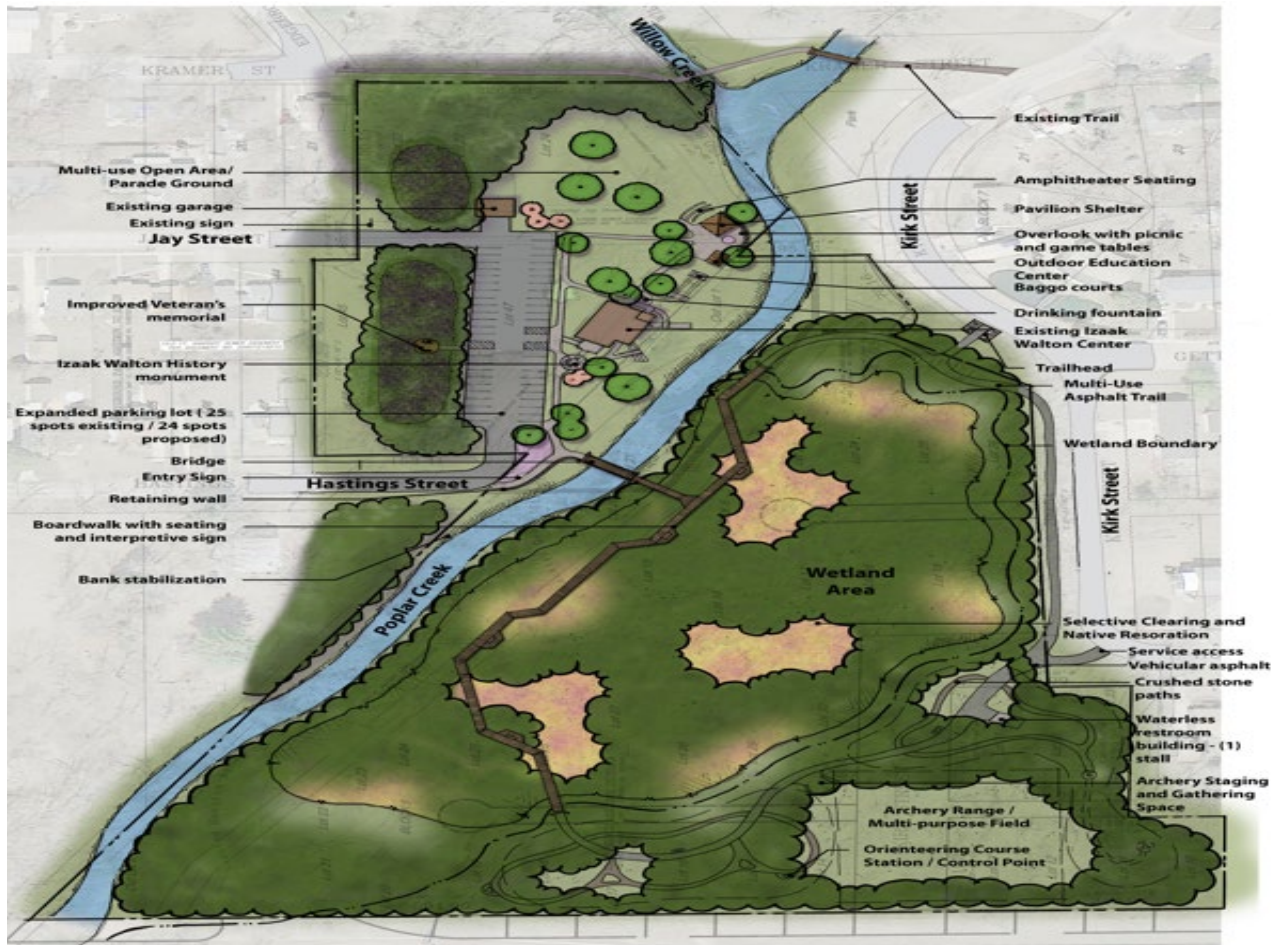 Willow Creek
KRAMER ST
KRAMER STREET
Existing Trail
Multi-use Open Area/
Parade Ground
Existing garage
Existing sign
Jay Street
Improved Veteran's
memorial
Izaak Walton History
monument
Expanded parking lot ( 25
spots existing / 24 spots
proposed)
Bridge
Entry Sign
Hastings Street
Retaining wall
Boardwalk with seating
and interpretive sign
Bank stabilization
Poplar Creek
Amphitheater Seating
Pavilion Shelter
Kirk Street
Overlook with picnic
and game tables
Outdoor Education
Center
Baggo courts
Drinking fountain
Existing Izaak
Walton Center
Trailhead
Multi-Use
Asphalt Trail
Wetland Boundary
Kirk Street
Wetland
Area
Selective Clearing and
Native Resoration
Service access
Vehicular asphalt
Crushed stone
paths
Waterless
restroom
building - (1)
stall
Archery Staging
and Gathering
Space
Archery Range /
Multi-purpose Field
Orienteering Course
Station / Control Point